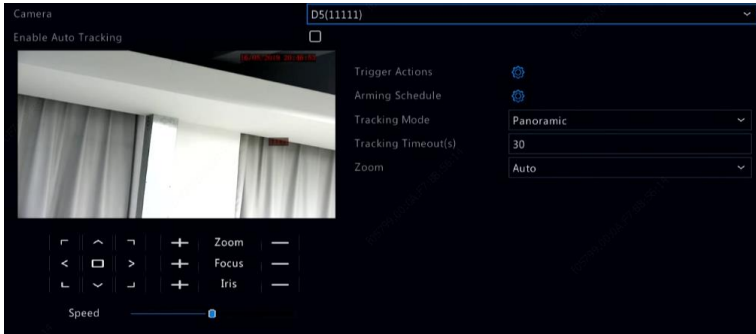 Camera
D5(11111)
Enable Auto Tracking
Trigger Actions
Arming Schedule
Tracking Mode
Panoramic
Tracking Timeout(s)
30
Zoom
Auto
Zoom
Focus
Iris
Speed